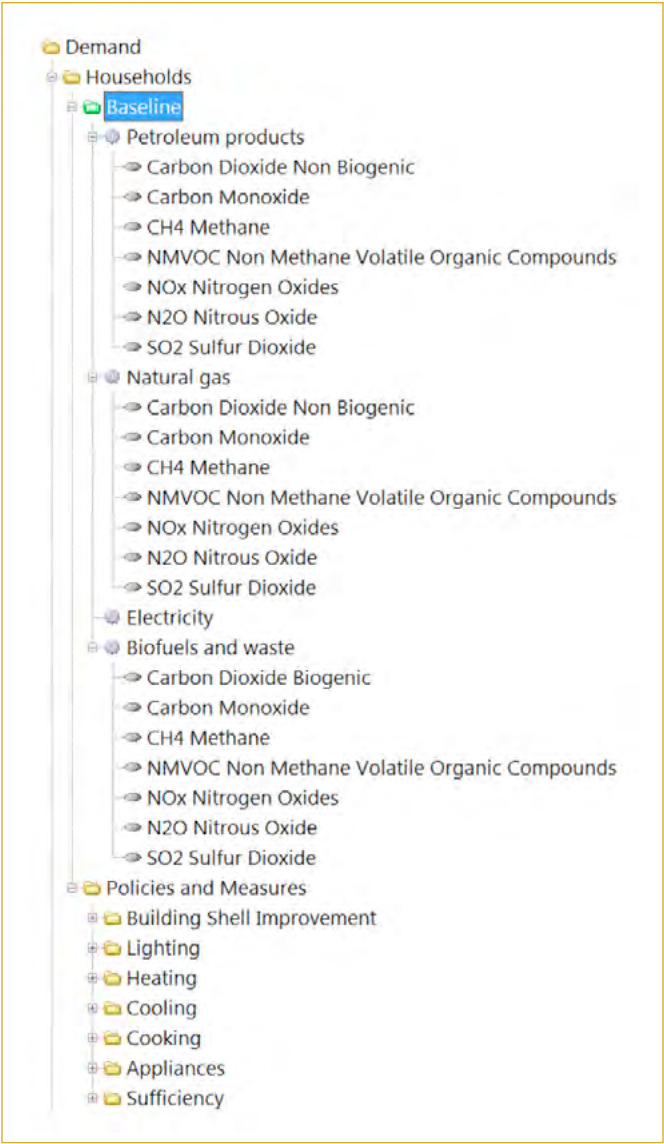 Demand
Households
Baseline
Petroleum products
Carbon Dioxide Non Biogenic
Carbon Monoxide
CH4 Methane
NMVOC Non Methane Volatile Organic Compounds
NOx Nitrogen Oxides
N2O Nitrous Oxide
SO2 Sulfur Dioxide
Natural gas
Carbon Dioxide Non Biogenic
Carbon Monoxide
CH4 Methane
NMVOC Non Methane Volatile Organic Compounds
NOx Nitrogen Oxides
N2O Nitrous Oxide
SO2 Sulfur Dioxide
Electricity
Biofuels and waste
Carbon Dioxide Biogenic
Carbon Monoxide
CH4 Methane
NMVOC Non Methane Volatile Organic Compounds
NOx Nitrogen Oxides
N2O Nitrous Oxide
SO2 Sulfur Dioxide
Policies and Measures
Building Shell Improvement
Lighting
Heating
Cooling
Cooking
Appliances
Sufficiency